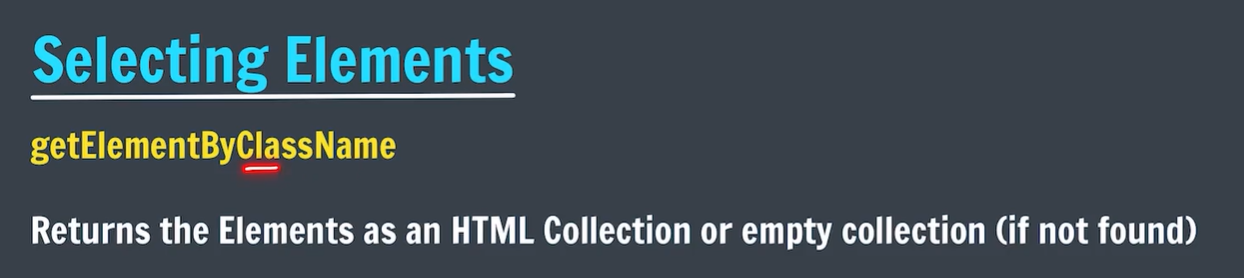 Selecting Elements
getElementByClassName
Returns the Elements as an HTML Collection or empty collection (if not found)